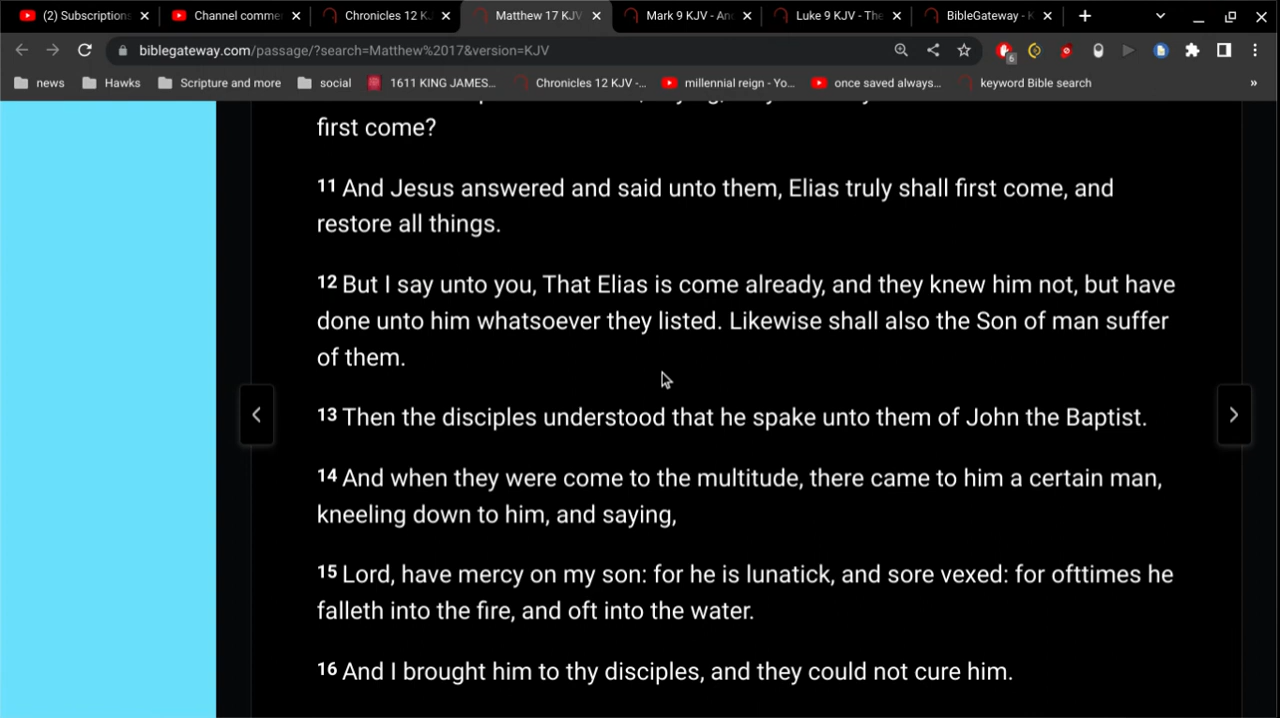 (2) Subscriptions
Channel comme
Chronicles 12 KJ
Matthew 17 KJV
Mark 9 KJV - An
Luke 9 KJV - The
BibleGateway - K
biblegateway.com/passage/?search=Matthew%2017&version=KJV
6
news
Hawks
Scripture and more
social
1611 KING JAMES...
Chronicles 12 KJV -...
millennial reign - Yo...
once saved always...
keyword Bible search
»
first come?
11 And Jesus answered and said unto them, Elias truly shall first come, and
restore all things.
12 But I say unto you, That Elias is come already, and they knew him not, but have
done unto him whatsoever they listed. Likewise shall also the Son of man suffer
of them.
13 Then the disciples understood that he spake unto them of John the Baptist.
14 And when they were come to the multitude, there came to him a certain man,
kneeling down to him, and saying,
15 Lord, have mercy on my son: for he is lunatick, and sore vexed: for ofttimes he
falleth into the fire, and oft into the water.
16 And I brought him to thy disciples, and they could not cure him.